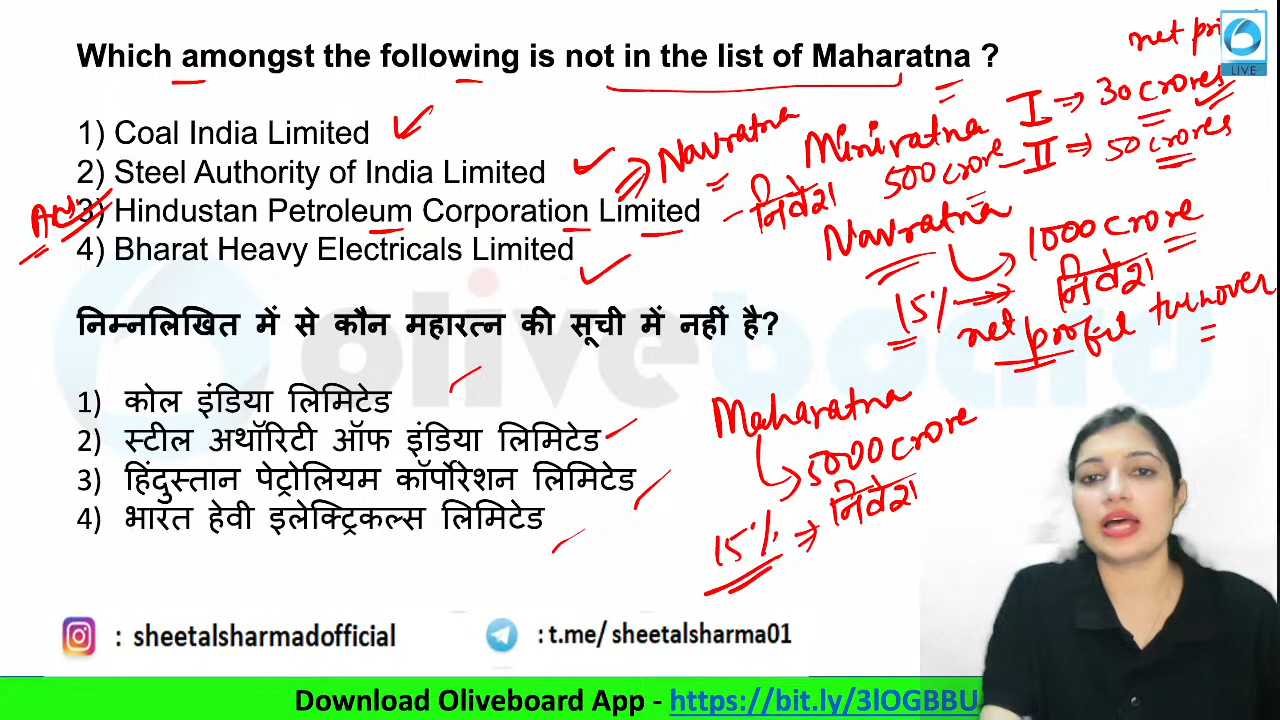 Which amongst the following is not in the list of Maharatna ?
1) Coal India Limited
2) Steel Authority of India Limited
3) Hindustan Petroleum Corporation Limited
4) Bharat Heavy Electricals Limited
निम्नलिखित में से कौन महारत्न की सूची में नहीं है?
1) कोल इंडिया लिमिटेड
2) स्टील अथॉरिटी ऑफ इंडिया लिमिटेड
3) हिंदुस्तान पेट्रोलियम कॉर्पोरेशन लिमिटेड
4) भारत हेवी इलेक्ट्रिकल्स लिमिटेड
Ans
Navratna
net
LIVE
Miniratna I => 30 crores
500 crore - II => 50 crores
- निवेश
Navratna
1000 crore
निवेश
15%
net profit turnover
Maharatna
5000 crore
निवेश
15% =>
oliveboard
: sheetalsharmadofficial
: t.me/ sheetalsharma01
Download Oliveboard App - https://bit.ly/3lOGBBU